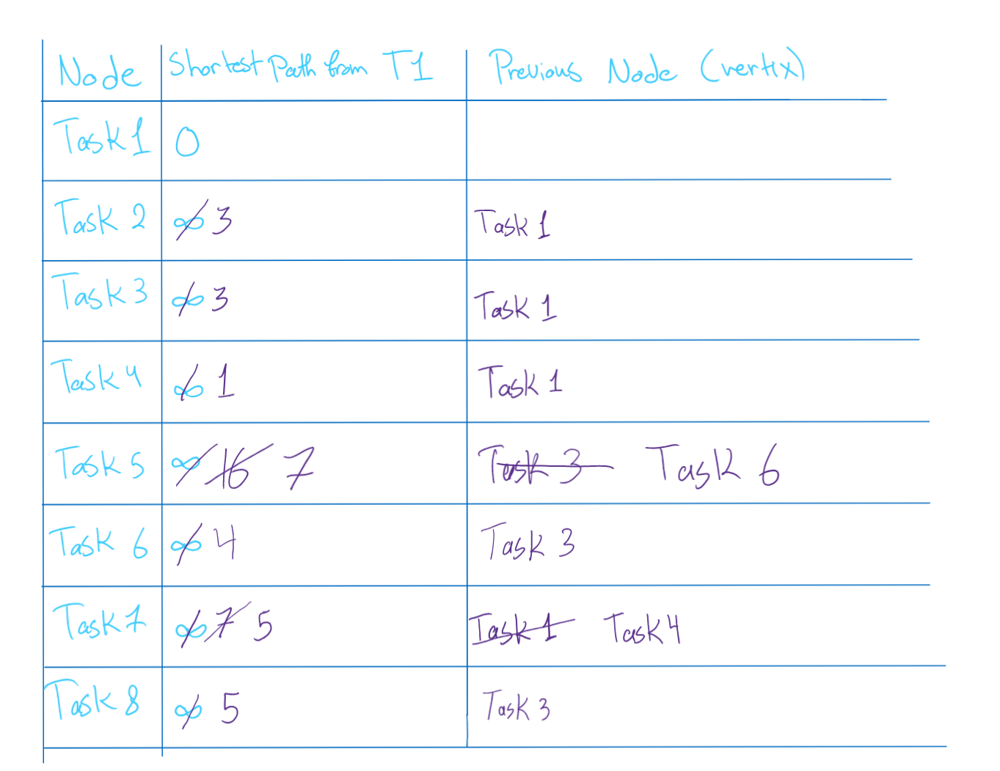 Node Shortest Path from T1 Previous Node (vertix)
Task 1 0
Task 2 ∞ 3 Task 1
Task 3 ∞ 3 Task 1
Task 4 ∞ 1 Task 1
Task 5 ∞ 16 7 Task 3 Task 6
Task 6 ∞ 4 Task 3
Task 7 ∞ 7 5 Task 1 Task 4
Task 8 ∞ 5 Task 3